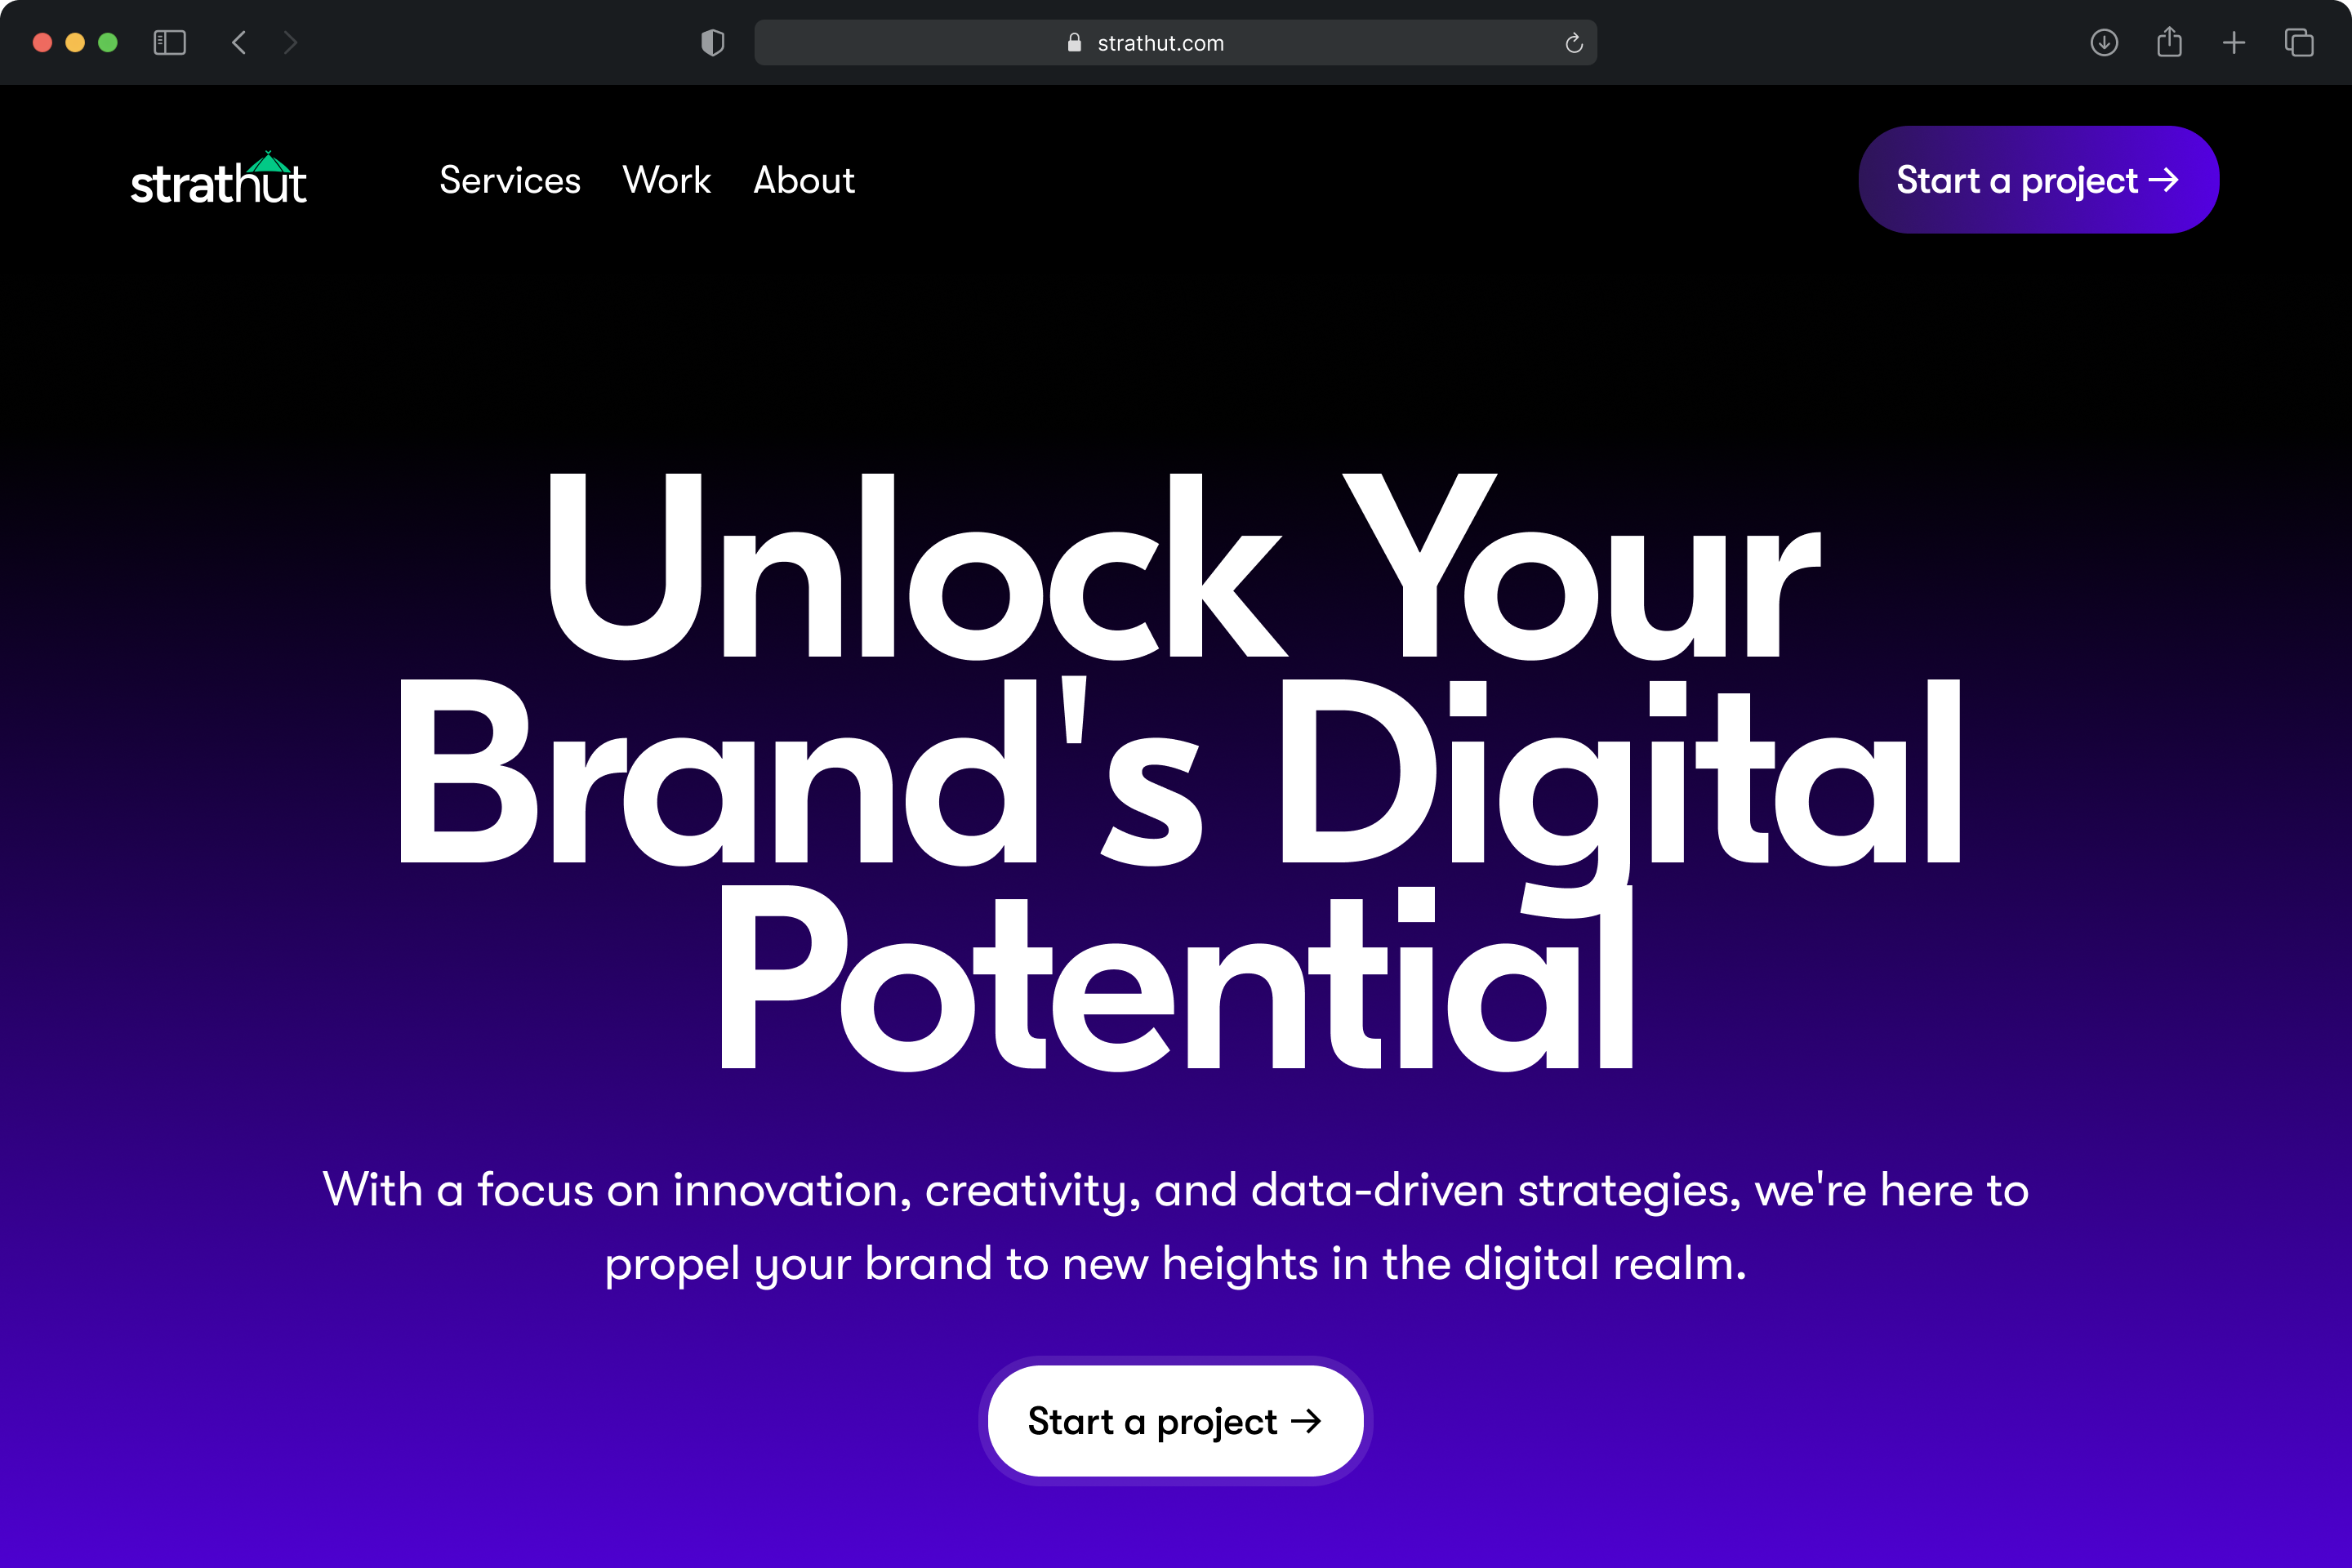 strathut.com
strathut
Services Work About
Start a project →
Unlock Your
Brand's Digital
Potential
With a focus on innovation, creativity, and data-driven strategies, we're here to
propel your brand to new heights in the digital realm.
Start a project →